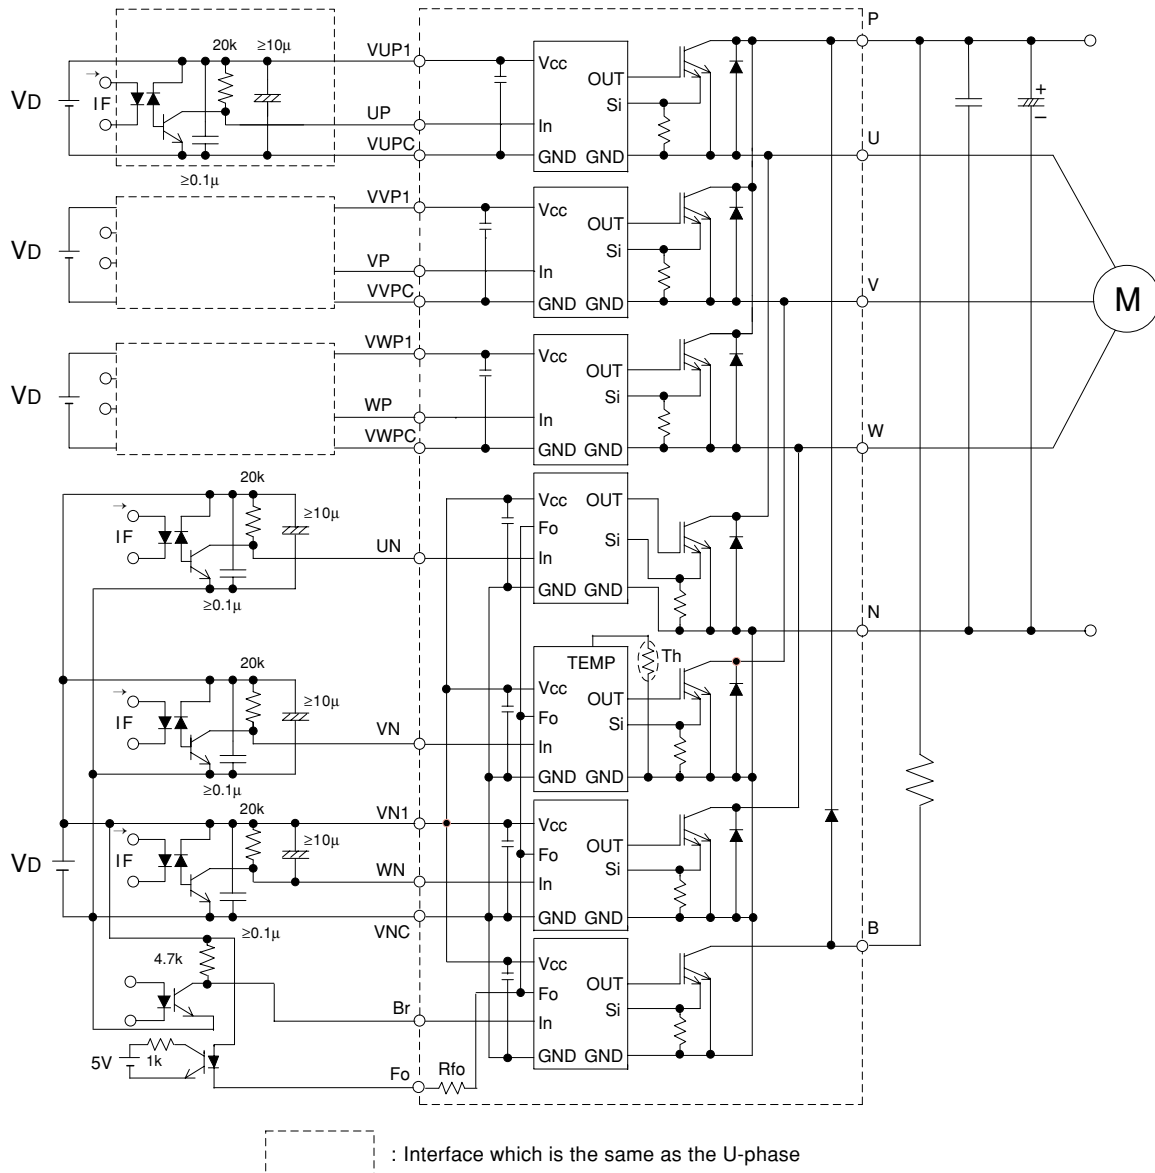 P
20k
≥10µ
VUP1
Vcc
OUT
Si
+
–
VD
IF
UP
In
U
VUPC
GND GND
≥0.1µ
VVP1
Vcc
OUT
Si
VD
VP
In
V
VVPC
GND GND
M
VWP1
Vcc
OUT
Si
VD
WP
In
W
VWPC
GND GND
20k
≥10µ
Vcc OUT
Fo
Si
IF
UN
In
GND GND
≥0.1µ
N
20k
TEMP
Th
≥10µ
Vcc
OUT
Fo
Si
IF
VN
In
GND GND
≥0.1µ
20k
VN1
Vcc
≥10µ
OUT
Fo
Si
VD
IF
WN
In
GND GND
VNC
≥0.1µ
B
4.7k
Vcc
OUT
Fo
Si
Br
In
5V
1k
GND GND
Fo
Rfo
: Interface which is the same as the U-phase